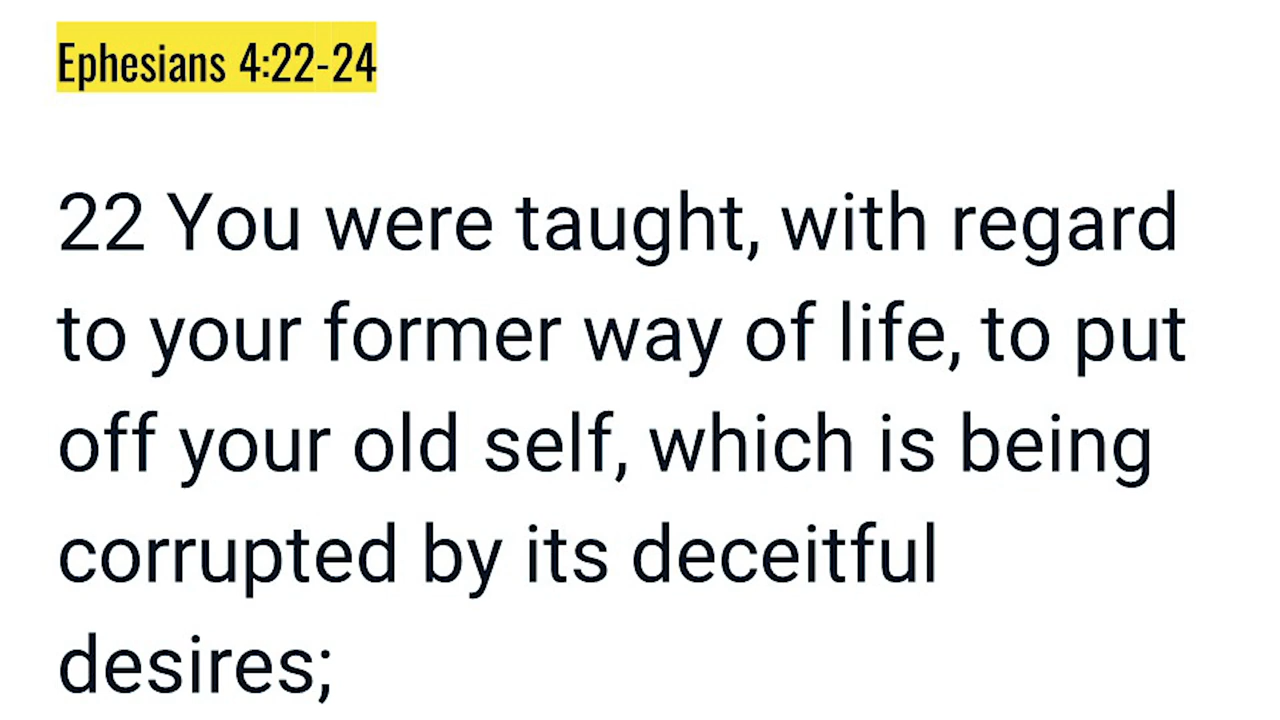 Ephesians 4:22-24
22 You were taught, with regard
to your former way of life, to put
off your old self, which is being
corrupted by its deceitful
desires;